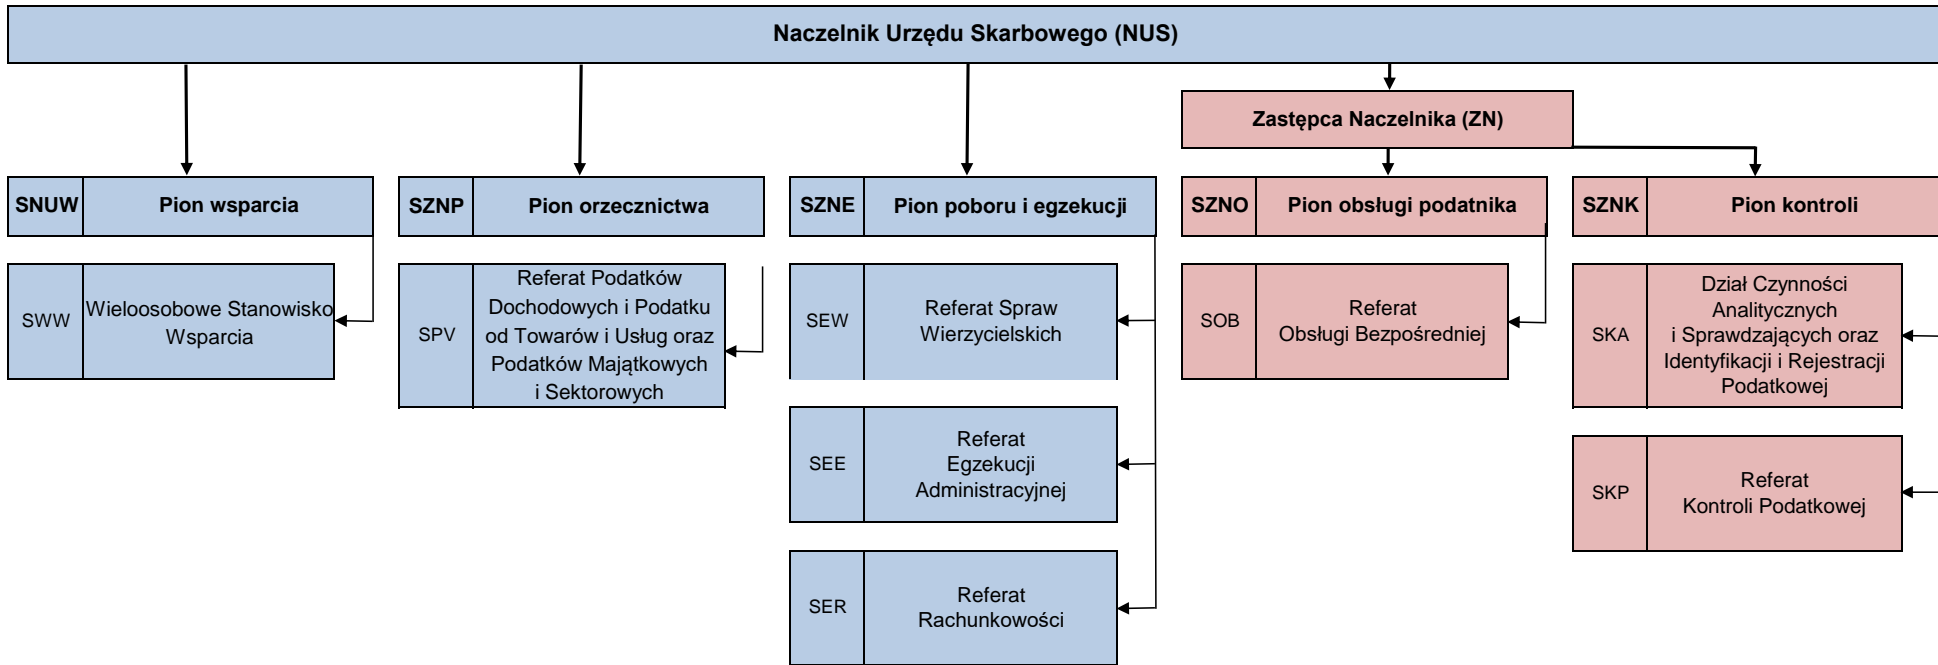 Naczelnik Urzędu Skarbowego (NUS)
Zastępca Naczelnika (ZN)
SNUW
Pion wsparcia
SZNP
Pion orzecznictwa
SZNE
Pion poboru i egzekucji
SZNO
Pion obsługi podatnika
SZNK
Pion kontroli
SWW
Wieloosobowe Stanowisko
Wsparcia
SPV
Referat Podatków
Dochodowych i Podatku
od Towarów i Usług oraz
Podatków Majątkowych
i Sektorowych
SEW
Referat Spraw
Wierzycielskich
SOB
Referat
Obsługi Bezpośredniej
SKA
Dział Czynności
Analitycznych
i Sprawdzających oraz
Identyfikacji i Rejestracji
Podatkowej
SEE
Referat
Egzekucji
Administracyjnej
SKP
Referat
Kontroli Podatkowej
SER
Referat
Rachunkowości